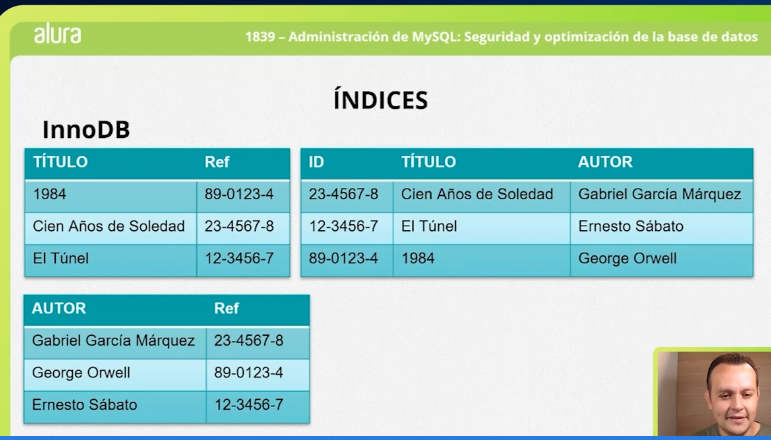 alura
1839 – Administración de MySQL: Seguridad y optimización de la base de datos
ÍNDICES
InnoDB
TÍTULO Ref
1984 89-0123-4
Cien Años de Soledad 23-4567-8
El Túnel 12-3456-7
ID TÍTULO AUTOR
23-4567-8 Cien Años de Soledad Gabriel García Márquez
12-3456-7 El Túnel Ernesto Sábato
89-0123-4 1984 George Orwell
AUTOR Ref
Gabriel García Márquez 23-4567-8
George Orwell 89-0123-4
Ernesto Sábato 12-3456-7